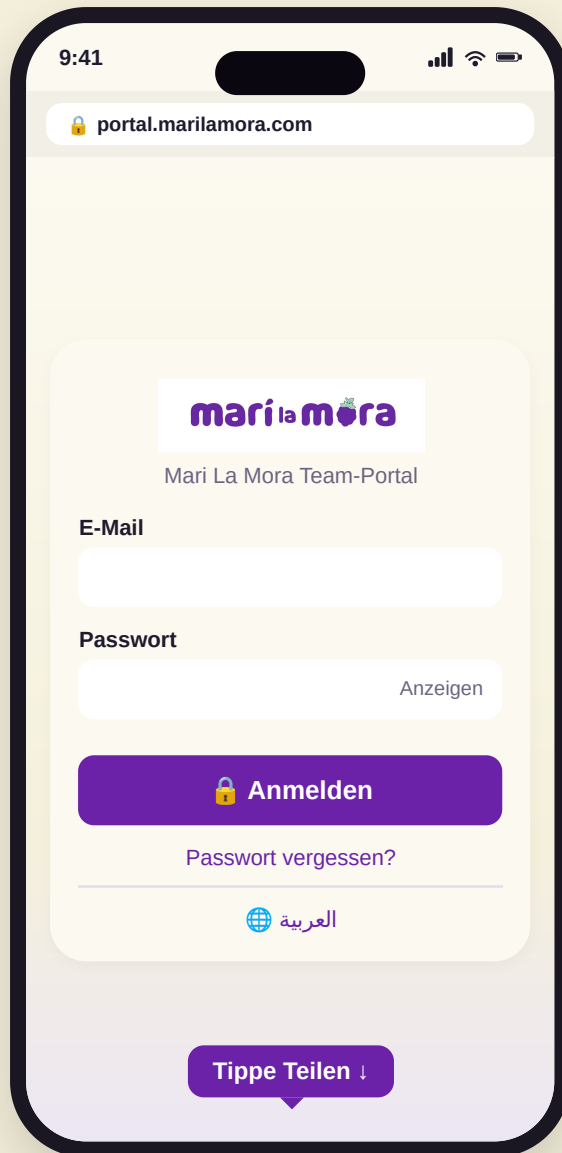 9:41
🔒 portal.marilamora.com
marí la mora
Mari La Mora Team-Portal
E-Mail
Passwort
Anzeigen
🔒 Anmelden
Passwort vergessen?
🌐 العربية
Tippe Teilen ↓